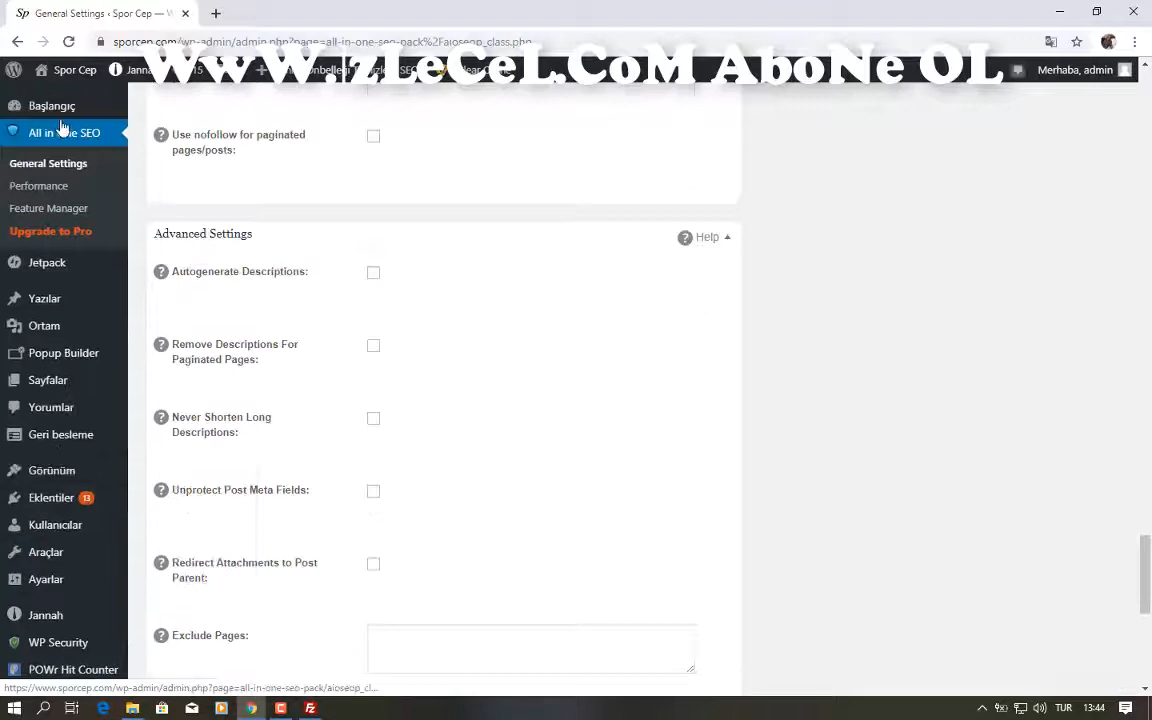 General Settings ‹ Sporcep — W
sporcep.com/wp-admin/admin.php?page=all-in-one-seo-pack%2Faioseop_class.php
WwW.izleCeL.CoM AboNe OL
Spor Cep
Merhaba, admin
Başlangıç
All in One SEO
General Settings
Performance
Feature Manager
Upgrade to Pro
Jetpack
Yazılar
Ortam
Popup Builder
Sayfalar
Yorumlar
Geri besleme
Görünüm
Eklentiler 13
Kullanıcılar
Araçlar
Ayarlar
Jannah
WP Security
POWr Hit Counter
Use nofollow for paginated
pages/posts:
Advanced Settings
Help
Autogenerate Descriptions:
Remove Descriptions For
Paginated Pages:
Never Shorten Long
Descriptions:
Unprotect Post Meta Fields:
Redirect Attachments to Post
Parent:
Exclude Pages:
https://www.sporcep.com/wp-admin/admin.php?page=all-in-one-seo-pack/aioseop_cl...
TUR
13:44